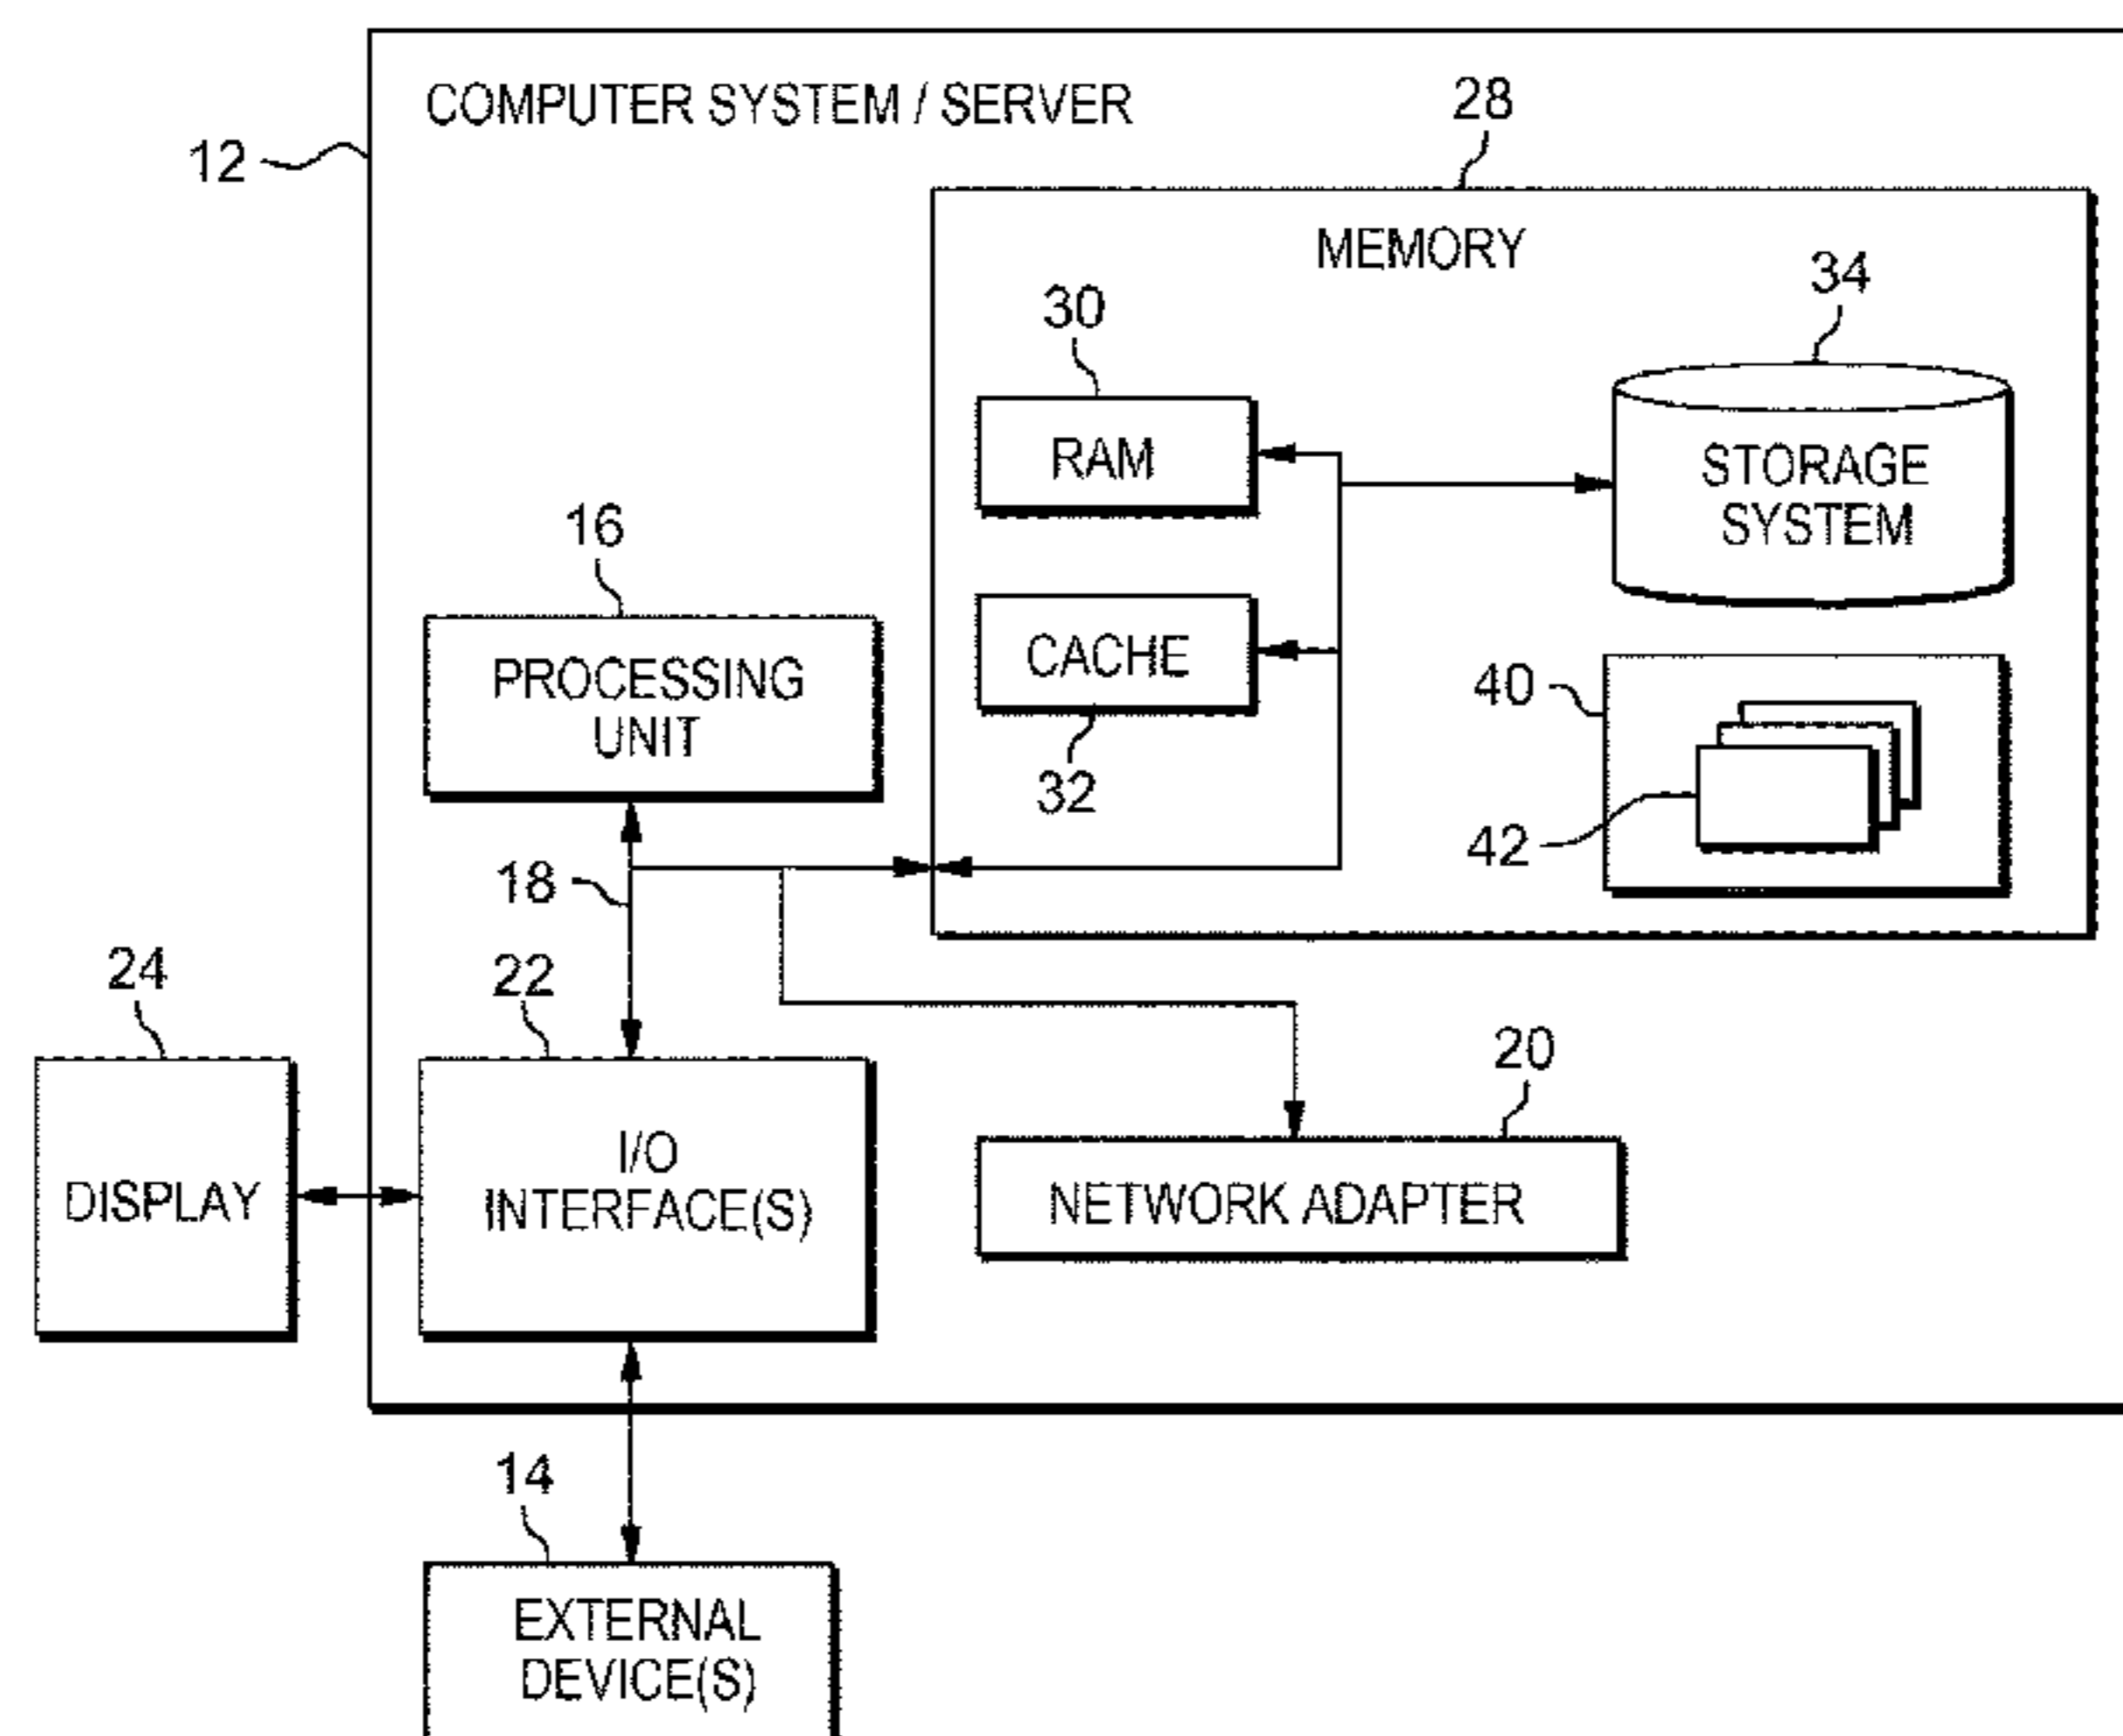 COMPUTER SYSTEM / SERVER
12
28
MEMORY
30
34
RAM
STORAGE
SYSTEM
16
PROCESSING
UNIT
CACHE
32
40
42
18
24
22
20
DISPLAY
I/O
INTERFACE(S)
NETWORK ADAPTER
14
EXTERNAL
DEVICE(S)